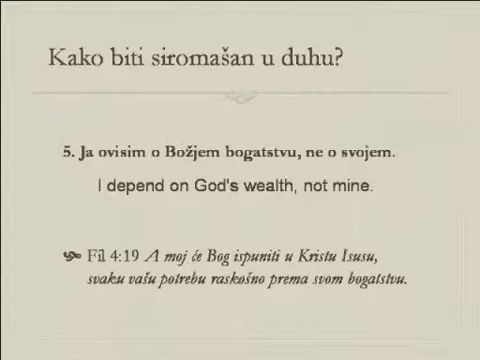 Kako biti siromašan u duhu?
5. Ja ovisim o Božjem bogatstvu, ne o svojem.
I depend on God's wealth, not mine.
Fil 4:19 A moj će Bog ispuniti u Kristu Isusu,
svaku vašu potrebu raskošno prema svom bogatstvu.